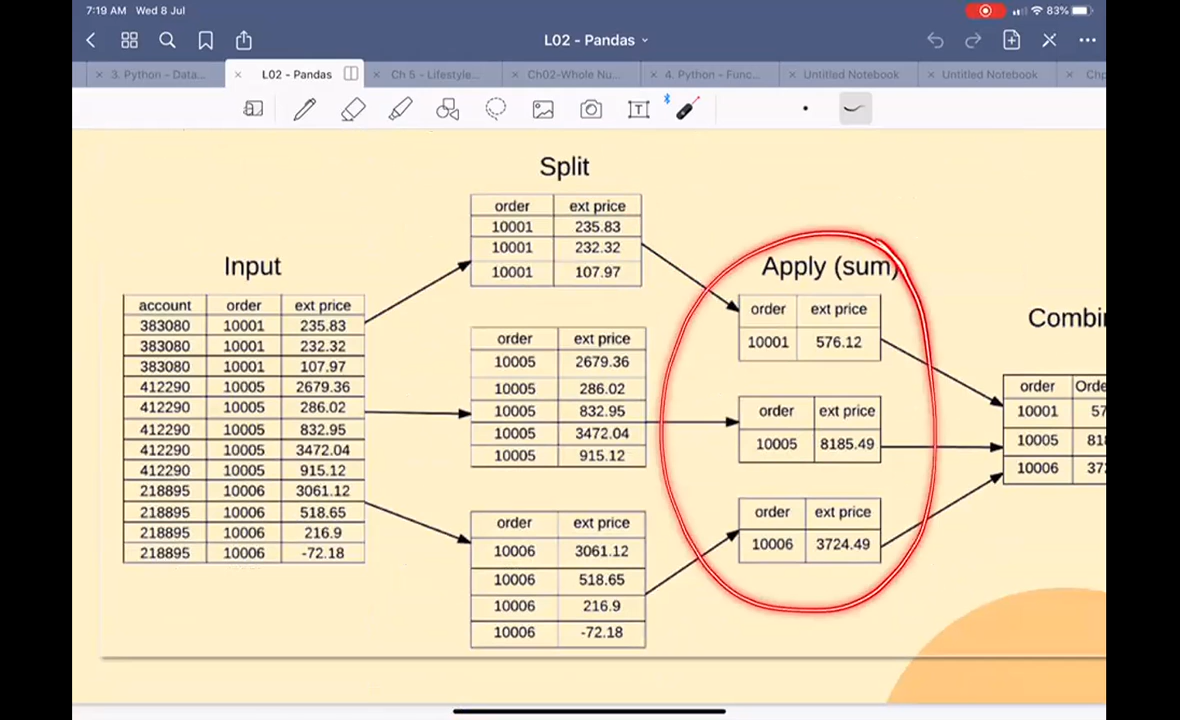 7:19 AM Wed 8 Jul
83%
L02 - Pandas
3. Python - Data...
L02 - Pandas
Ch 5 - Lifestyle...
Ch02-Whole Nu...
4. Python - Func...
Untitled Notebook
Untitled Notebook
Chp
T
Input
account order ext price
383080 10001 235.83
383080 10001 232.32
383080 10001 107.97
412290 10005 2679.36
412290 10005 286.02
412290 10005 832.95
412290 10005 3472.04
412290 10005 915.12
218895 10006 3061.12
218895 10006 518.65
218895 10006 216.9
218895 10006 -72.18
Split
order ext price
10001 235.83
10001 232.32
10001 107.97
order ext price
10005 2679.36
10005 286.02
10005 832.95
10005 3472.04
10005 915.12
order ext price
10006 3061.12
10006 518.65
10006 216.9
10006 -72.18
Apply (sum)
order ext price
10001 576.12
order ext price
10005 8185.49
order ext price
10006 3724.49
Combin
order Orde
10001 57
10005 818
10006 372